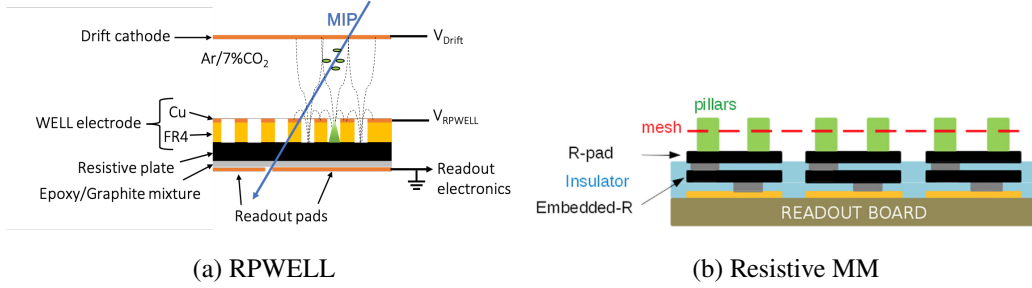 MIP
Drift cathode
V_Drift
Ar/7%CO₂
Cu
WELL electrode
FR4
V_RPWELL
Resistive plate
Epoxy/Graphite mixture
Readout electronics
Readout pads
(a) RPWELL
pillars
mesh
R-pad
Insulator
Embedded-R
READOUT BOARD
(b) Resistive MM